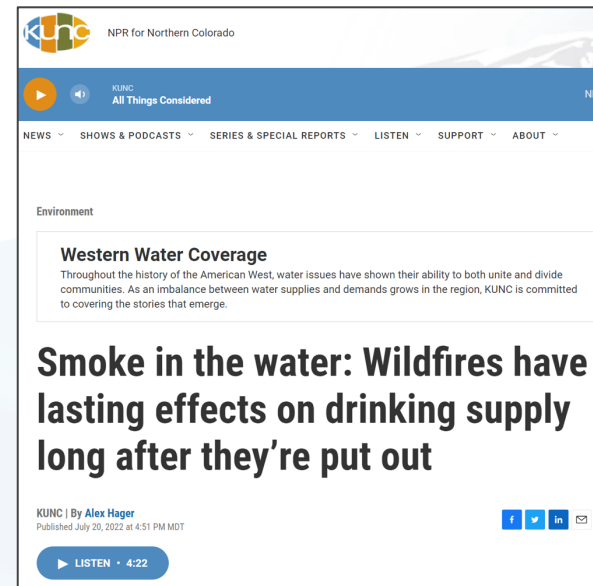 kunc
NPR for Northern Colorado
KUNC
All Things Considered
NEWS SHOWS & PODCASTS SERIES & SPECIAL REPORTS LISTEN SUPPORT ABOUT
Environment
Western Water Coverage
Throughout the history of the American West, water issues have shown their ability to both unite and divide
communities. As an imbalance between water supplies and demands grows in the region, KUNC is committed
to covering the stories that emerge.
Smoke in the water: Wildfires have
lasting effects on drinking supply
long after they're put out
KUNC | By Alex Hager
Published July 20, 2022 at 4:51 PM MDT
f in
LISTEN • 4:22